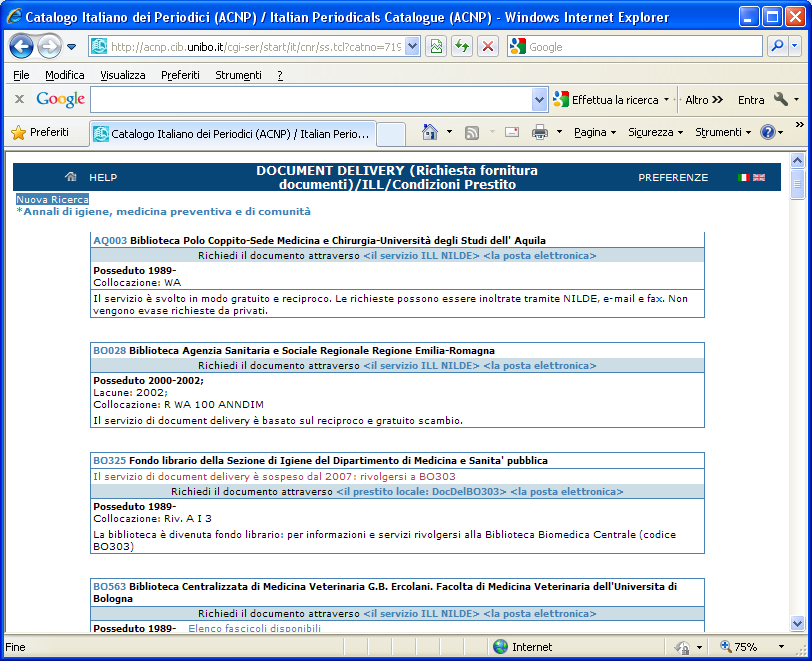 Catalogo Italiano dei Periodici (ACNP) / Italian Periodicals Catalogue (ACNP) - Windows Internet Explorer
http://acnp.cib.unibo.it/cgi-ser/start/it/cnr/ss.tcl?catno=719
Google
File Modifica Visualizza Preferiti Strumenti ?
x Google Effettua la ricerca Altro >> Entra
Preferiti Catalogo Italiano dei Periodici (ACNP) / Italian Perio... Pagina Sicurezza Strumenti
HELP
DOCUMENT DELIVERY (Richiesta fornitura
documenti)/ILL/Condizioni Prestito
PREFERENZE
Nuova Ricerca
*Annali di igiene, medicina preventiva e di comunità
AQ003 Biblioteca Polo Coppito-Sede Medicina e Chirurgia-Università degli Studi dell' Aquila
Richiedi il documento attraverso <il servizio ILL NILDE> <la posta elettronica>
Posseduto 1989-
Collocazione: WA
Il servizio è svolto in modo gratuito e reciproco. Le richieste possono essere inoltrate tramite NILDE, e-mail e fax. Non
vengono evase richieste da privati.
BO028 Biblioteca Agenzia Sanitaria e Sociale Regionale Regione Emilia-Romagna
Richiedi il documento attraverso <il servizio ILL NILDE> <la posta elettronica>
Posseduto 2000-2002;
Lacune: 2002;
Collocazione: R WA 100 ANNDIM
Il servizio di document delivery è basato sul reciproco e gratuito scambio.
BO325 Fondo librario della Sezione di Igiene del Dipartimento di Medicina e Sanita' pubblica
Il servizio di document delivery è sospeso dal 2007: rivolgersi a BO303
Richiedi il documento attraverso <il prestito locale: DocDelBO303> <la posta elettronica>
Posseduto 1989-
Collocazione: Riv. A I 3
La biblioteca è divenuta fondo librario: per informazioni e servizi rivolgersi alla Biblioteca Biomedica Centrale (codice
BO303)
BO563 Biblioteca Centralizzata di Medicina Veterinaria G.B. Ercolani. Facolta di Medicina Veterinaria dell'Universita di
Bologna
Richiedi il documento attraverso <il servizio ILL NILDE> <la posta elettronica>
Posseduto 1989- Elenco fascicoli disponibili
Fine Internet 75%